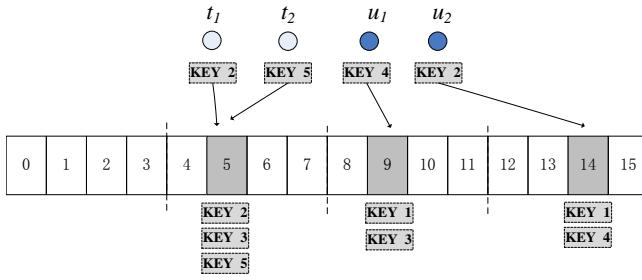 t1 t2 u1 u2
KEY 2 KEY 5 KEY 4 KEY 2
0 1 2 3 4 5 6 7 8 9 10 11 12 13 14 15
KEY 2 KEY 1 KEY 1
KEY 3 KEY 3 KEY 4
KEY 5